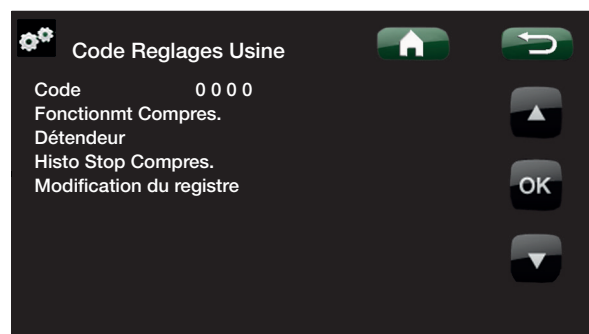 Code Reglages Usine
Code 0 0 0 0
Fonctionmt Compres.
Détendeur
Histo Stop Compres.
OK
Modification du registre